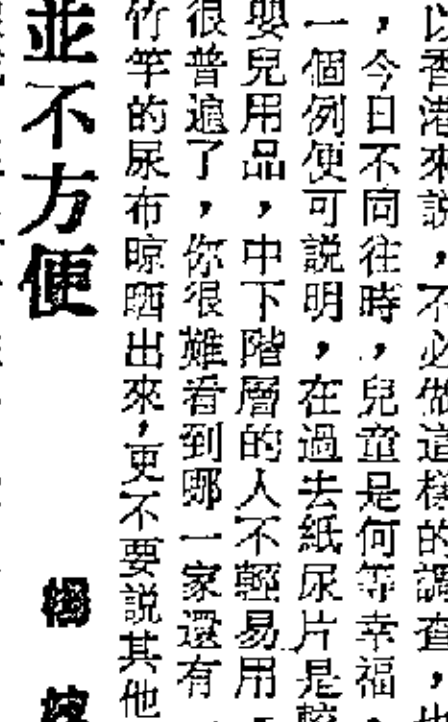 以香港來説，不必做這樣的調查，也
，今日不同往時，兒童是何等幸福
一個例便可説明，在過去紙尿片是較
嬰兒用品，中下階層的人不輕易用，
很普遍了，你很難看到哪一家還有
竹竿的尿布晾晒出來，更不要説其他
並不方便
楊